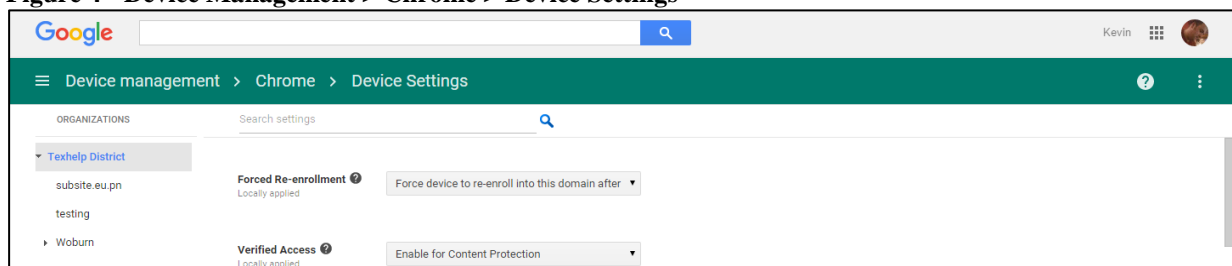 Figure 4 - Device Management > Chrome > Device Settings
Google
Kevin
Device management > Chrome > Device Settings
ORGANIZATIONS
Search settings
Texhelp District
subsite.eu.pn
testing
Woburn
Forced Re-enrollment
Locally applied
Force device to re-enroll into this domain after
Verified Access
Locally applied
Enable for Content Protection